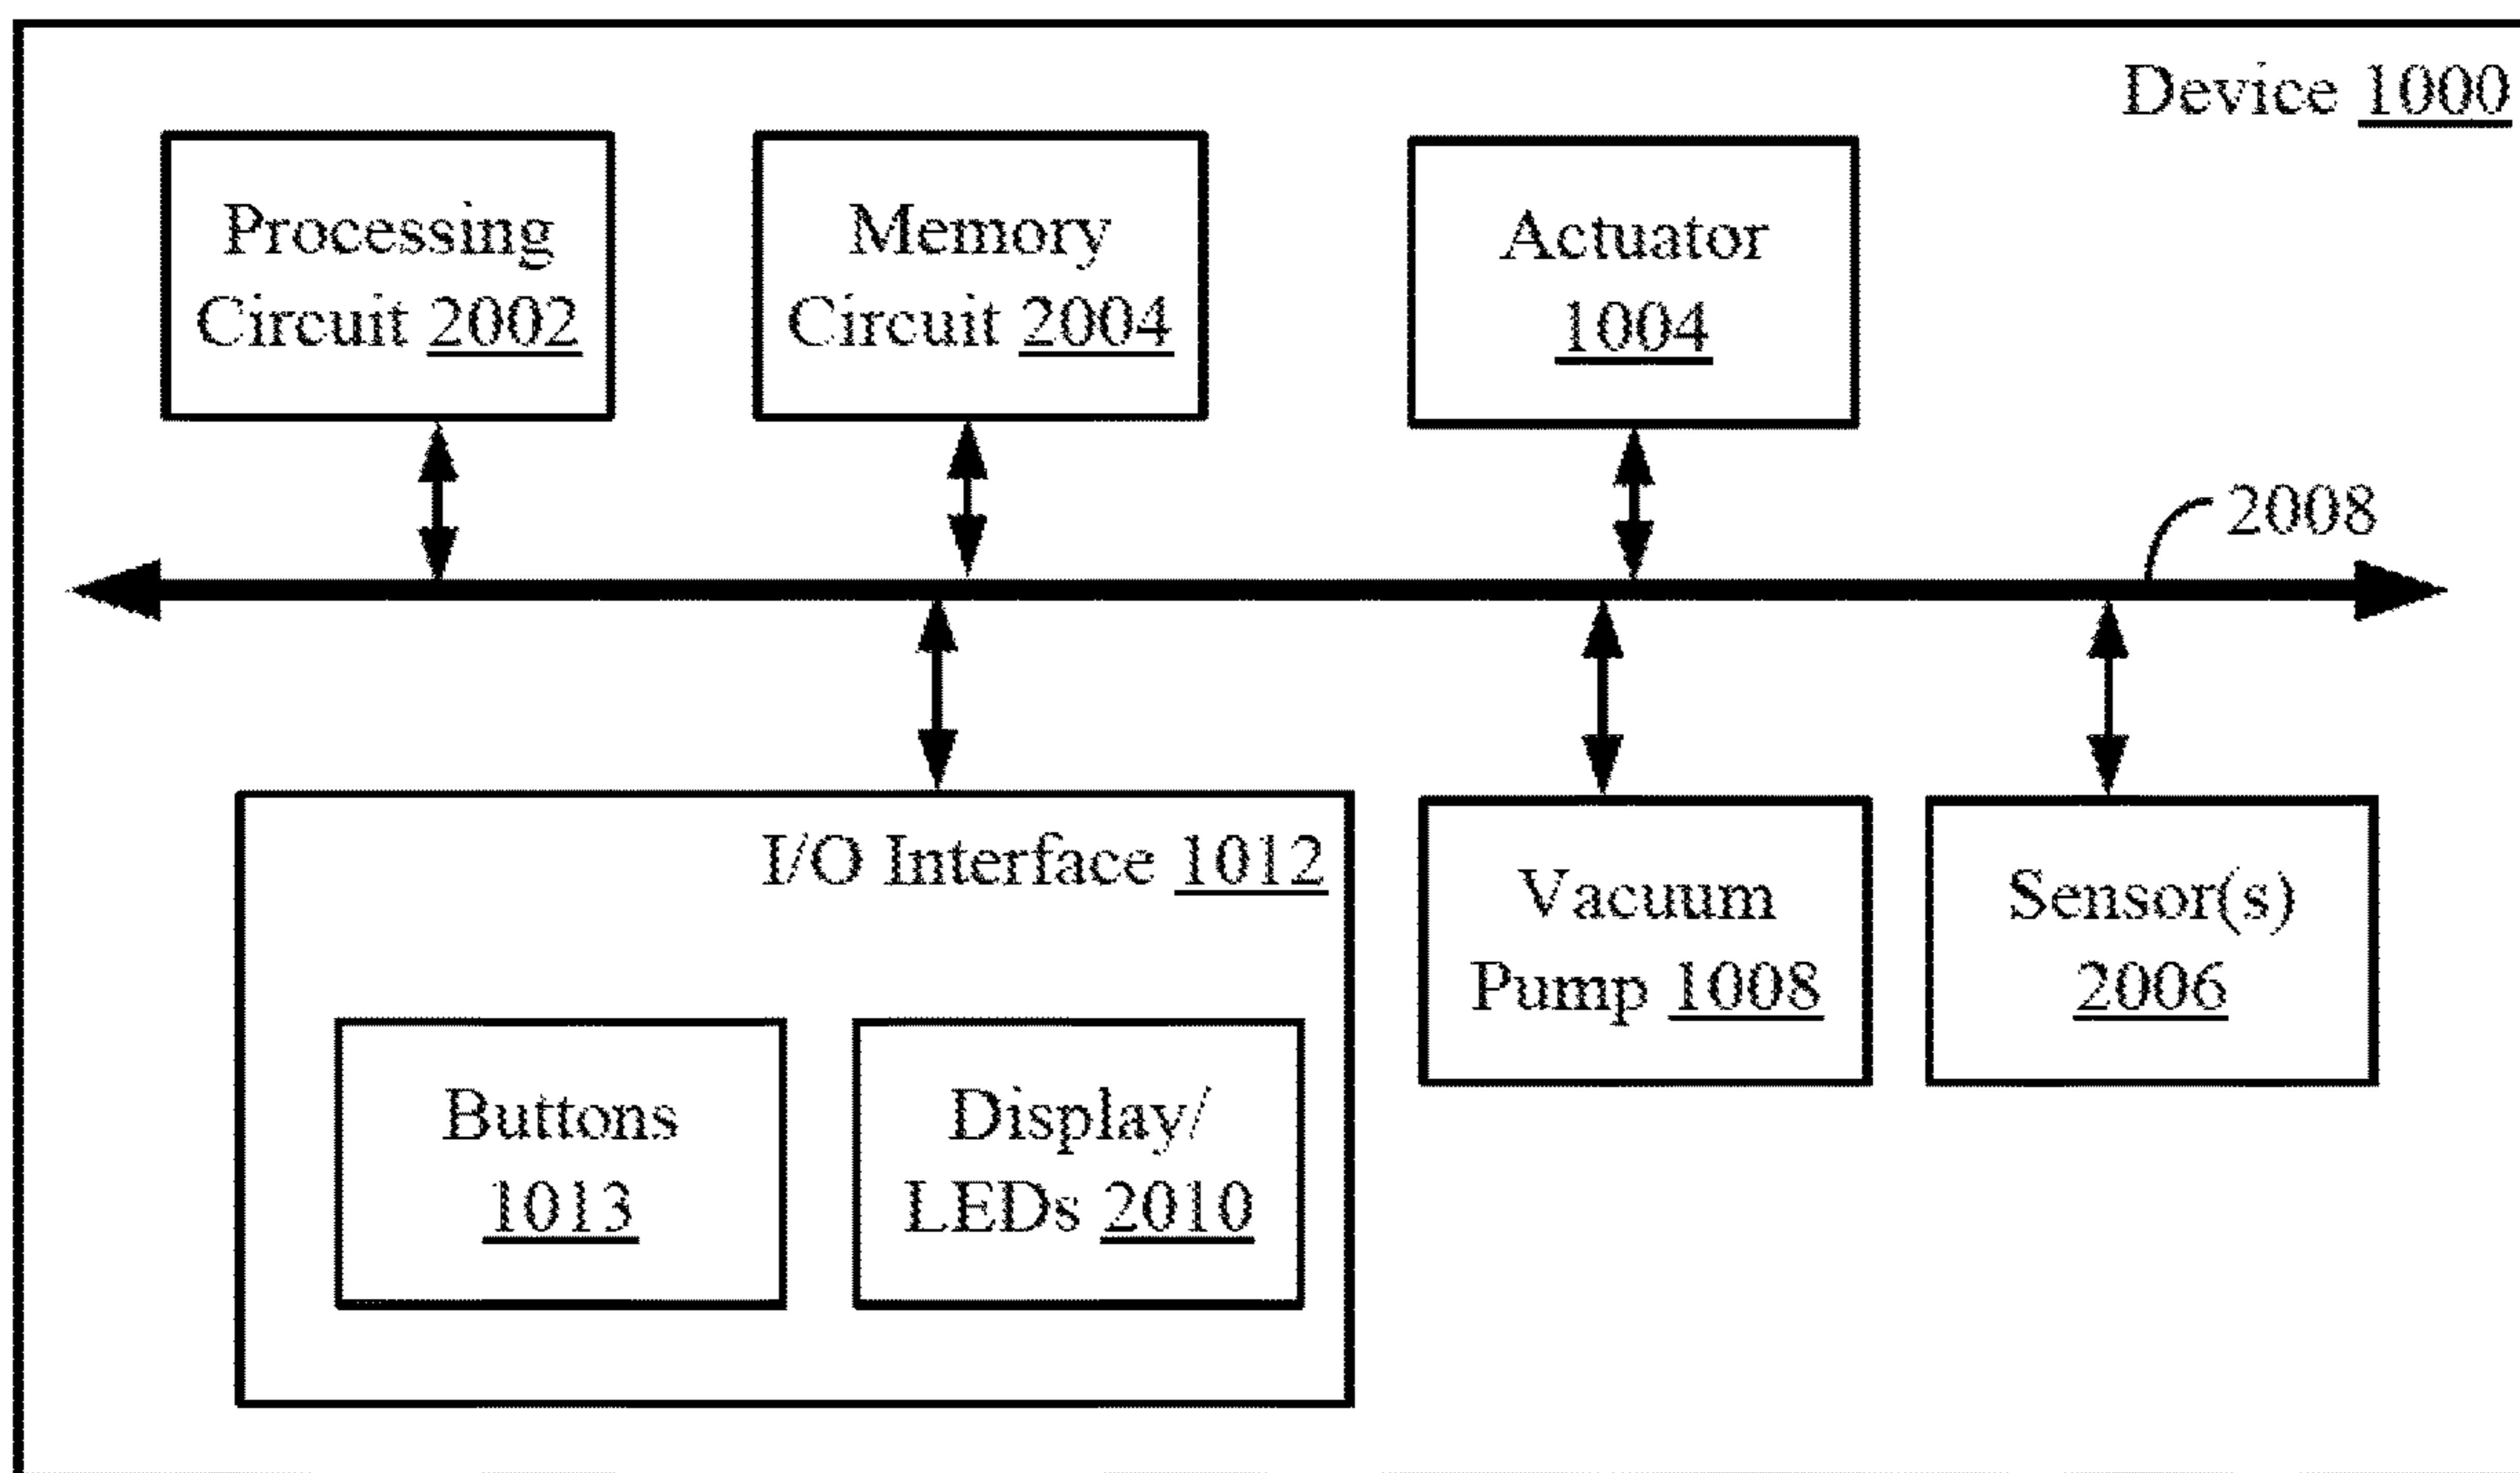 Device 1000
Processing
Circuit 2002
Memory
Circuit 2004
Actuator
1004
2008
I/O Interface 1012
Buttons
1013
Display/
LEDs 2010
Vacuum
Pump 1008
Sensor(s)
2006